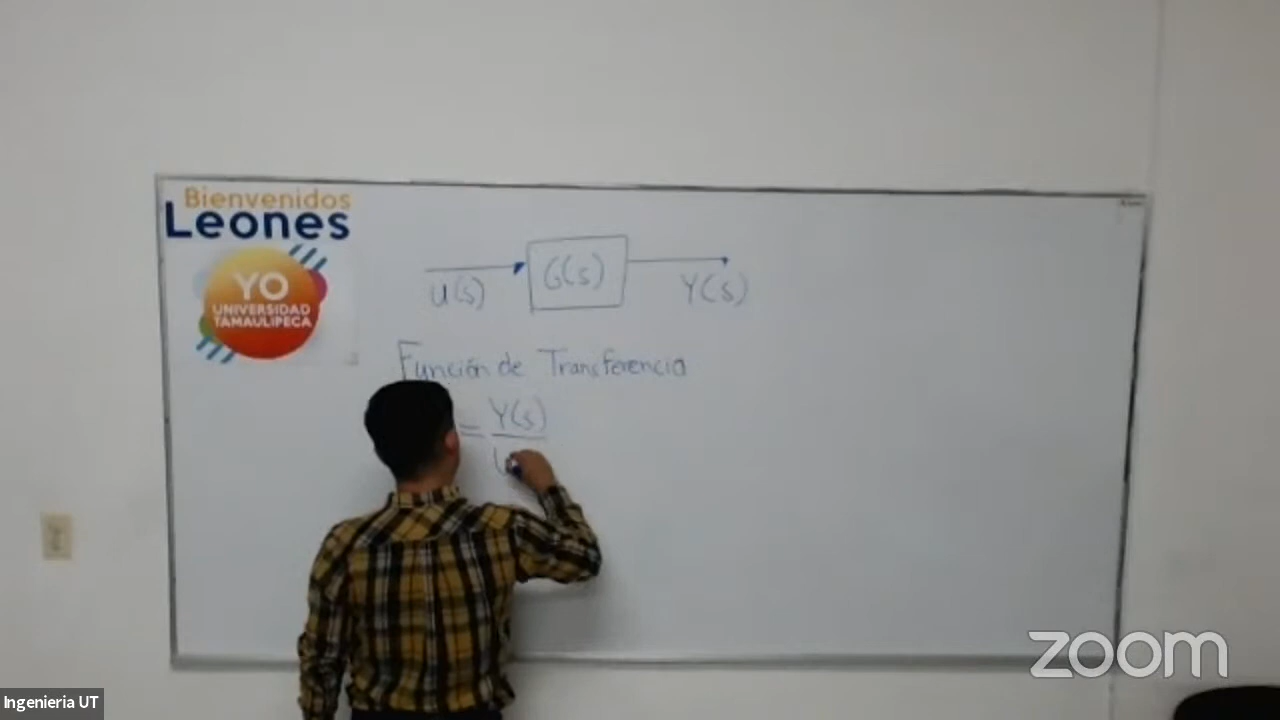 Bienvenidos
Leones
YO
UNIVERSIDAD
TAMAULIPECA
U(s)
G(s)
Y(s)
Función de Transferencia
= Y(s)
zoom
Ingenieria UT